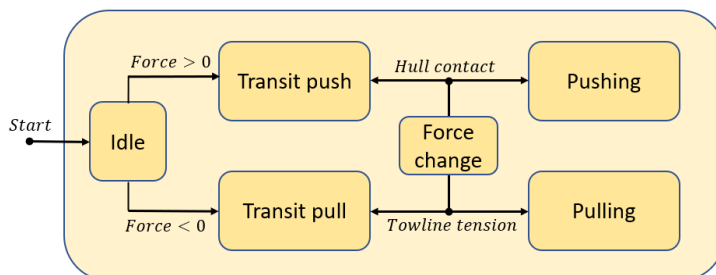 Force > 0
Transit push
Hull contact
Pushing
Start
Idle
Force
change
Force < 0
Transit pull
Towline tension
Pulling